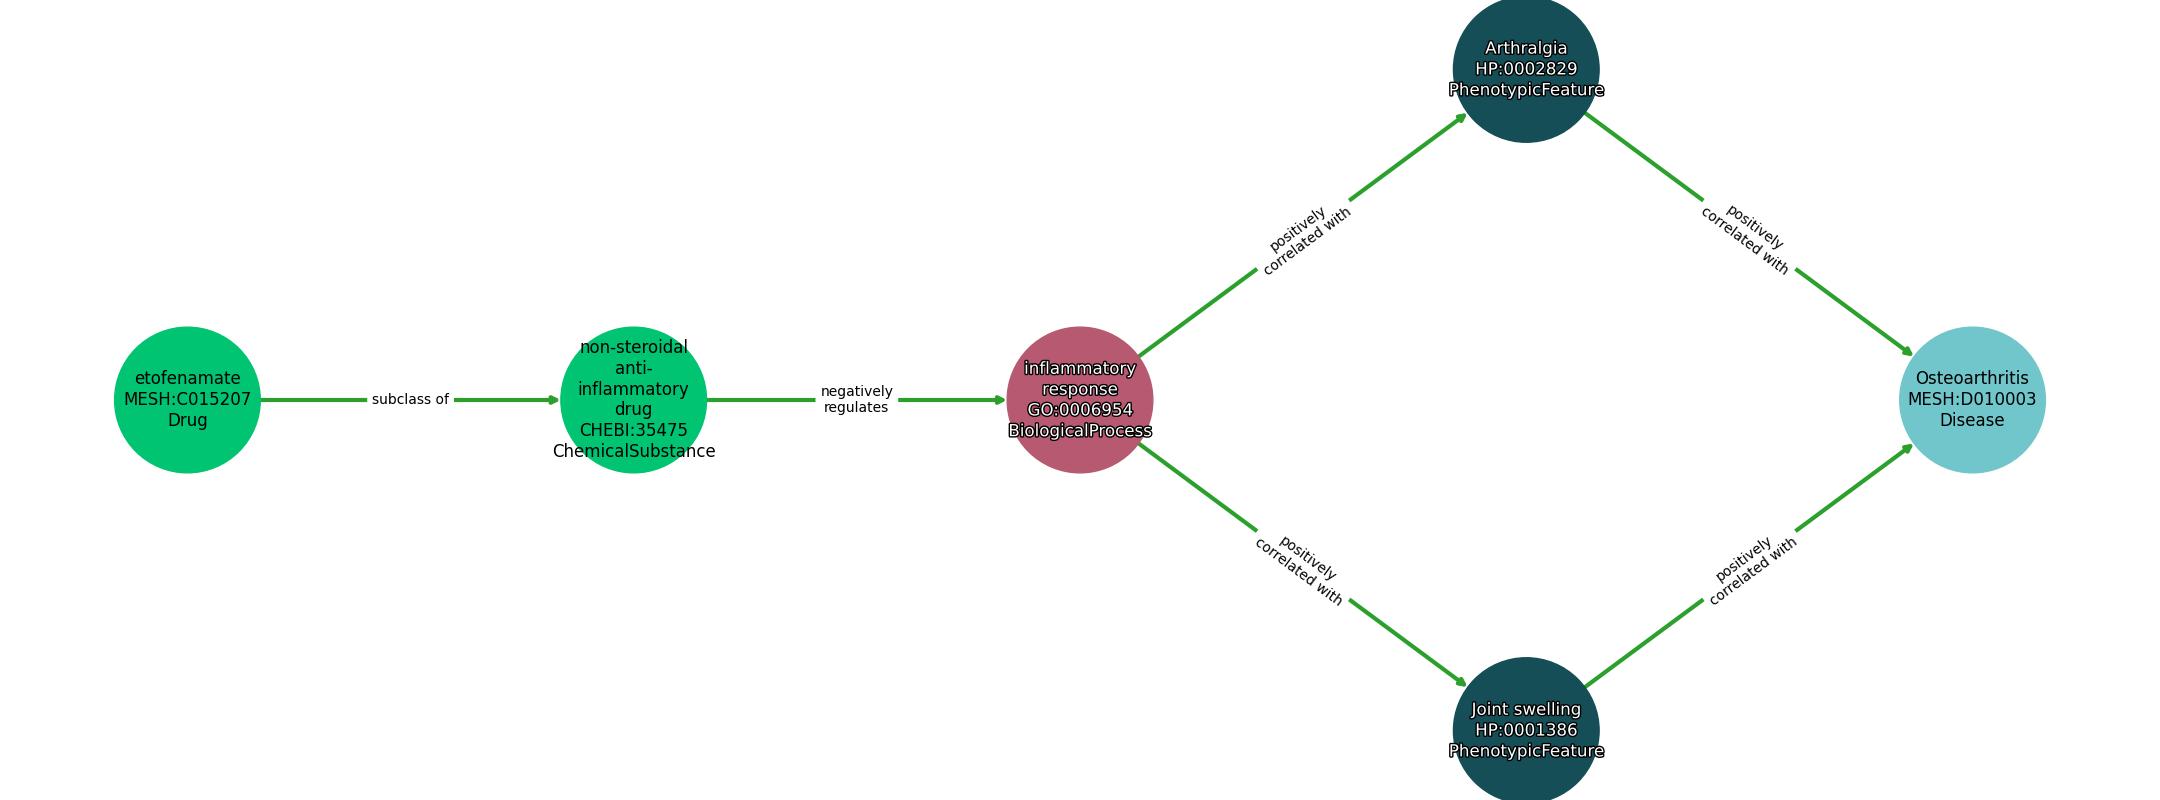 etofenamate
MESH:C015207
Drug
subclass of
non-steroidal
anti-
inflammatory
drug
CHEBI:35475
ChemicalSubstance
negatively
regulates
inflammatory
response
GO:0006954
BiologicalProcess
positively
correlated with
Arthralgia
HP:0002829
PhenotypicFeature
positively
correlated with
positively
correlated with
Joint swelling
HP:0001386
PhenotypicFeature
positively
correlated with
Osteoarthritis
MESH:D010003
Disease